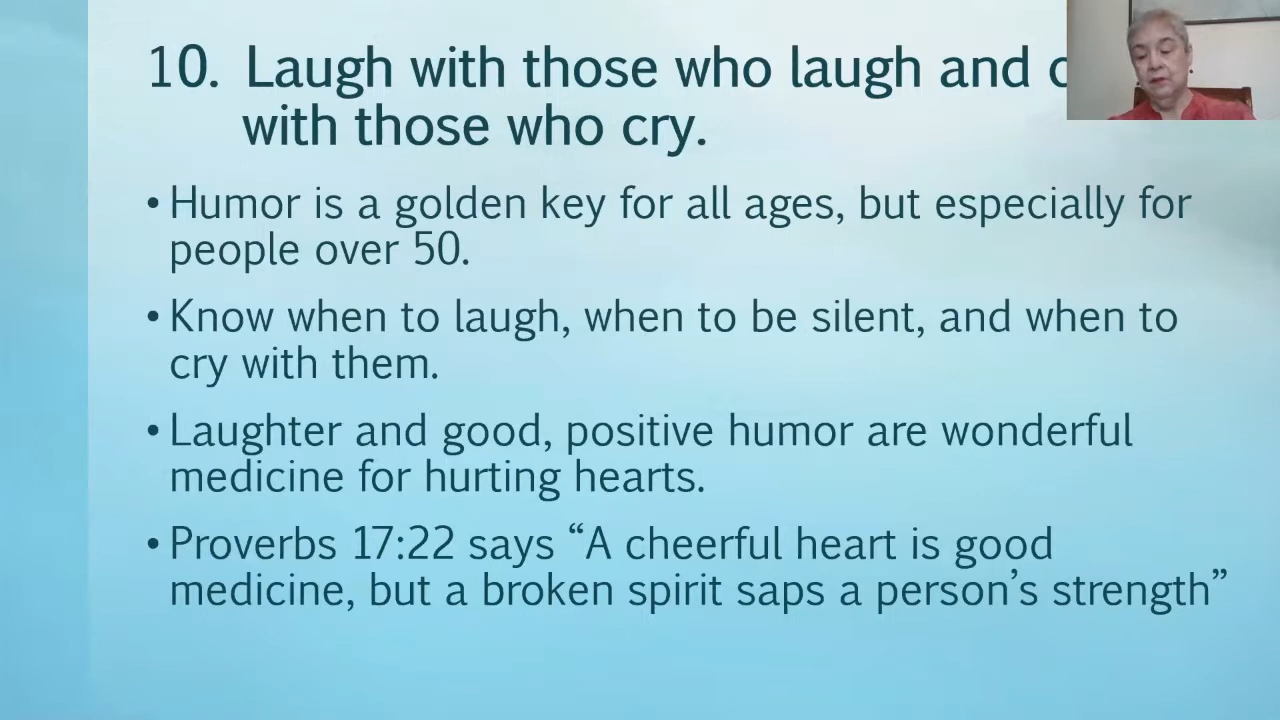 10. Laugh with those who laugh and
with those who cry.
• Humor is a golden key for all ages, but especially for
people over 50.
• Know when to laugh, when to be silent, and when to
cry with them.
• Laughter and good, positive humor are wonderful
medicine for hurting hearts.
• Proverbs 17:22 says “A cheerful heart is good
medicine, but a broken spirit saps a person’s strength”